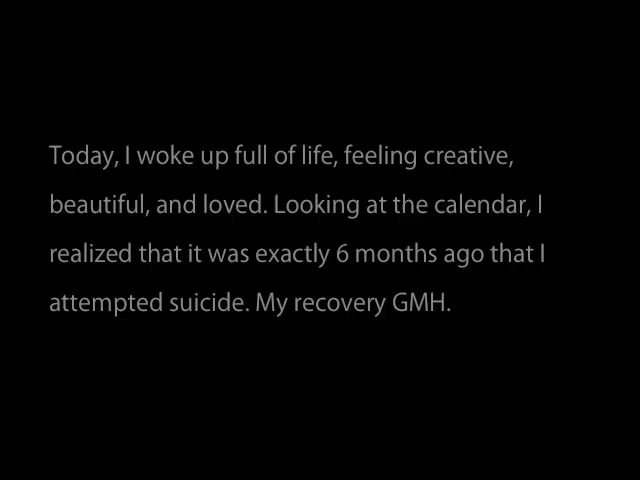 Today, I woke up full of life, feeling creative,
beautiful, and loved. Looking at the calendar, I
realized that it was exactly 6 months ago that I
attempted suicide. My recovery GMH.